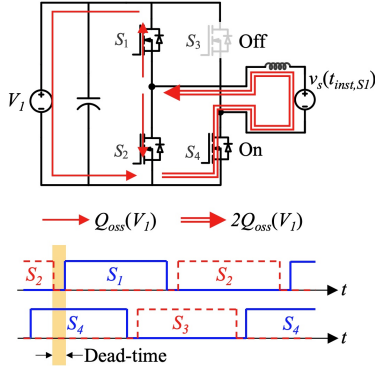 S₁ S₃ Off
V₁ vₛ(t_inst,S1)
S₂ S₄ On
Qₒₛₛ(V₁) 2Qₒₛₛ(V₁)
S₂ S₁ S₂ t
S₄ S₃ S₄ t
Dead-time